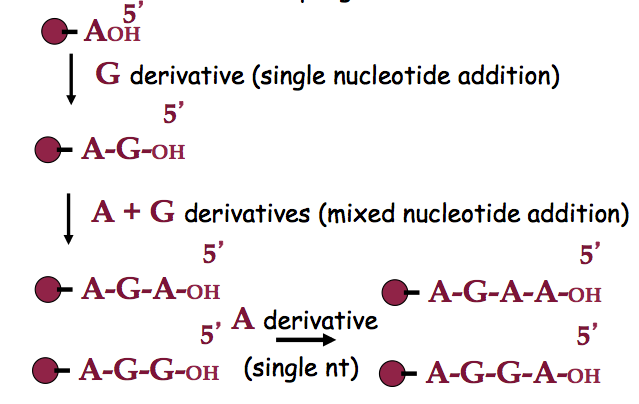 5’
AOH
G derivative (single nucleotide addition)
5’
A-G-OH
A + G derivatives (mixed nucleotide addition)
5’
A-G-A-OH
5’
A-G-A-A-OH
5’ A derivative
(single nt)
A-G-G-OH
5’
A-G-G-A-OH